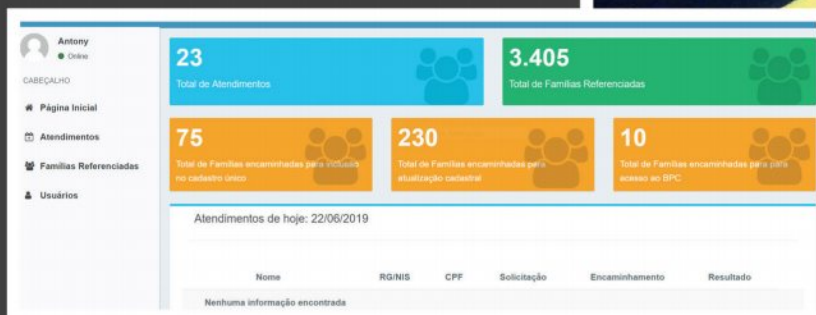 Antony
Online
CABEÇALHO
Página Inicial
Atendimentos
Famílias Referenciadas
Usuários
23
Total de Atendimentos
3.405
Total de Famílias Referenciadas
75
Total de Famílias encaminhadas para inclusão
no cadastro único
230
Total de Famílias encaminhadas para
atualização cadastral
10
Total de Famílias encaminhadas para para
acesso ao BPC
Atendimentos de hoje: 22/06/2019
Nome RG/NIS CPF Solicitação Encaminhamento Resultado
Nenhuma informação encontrada